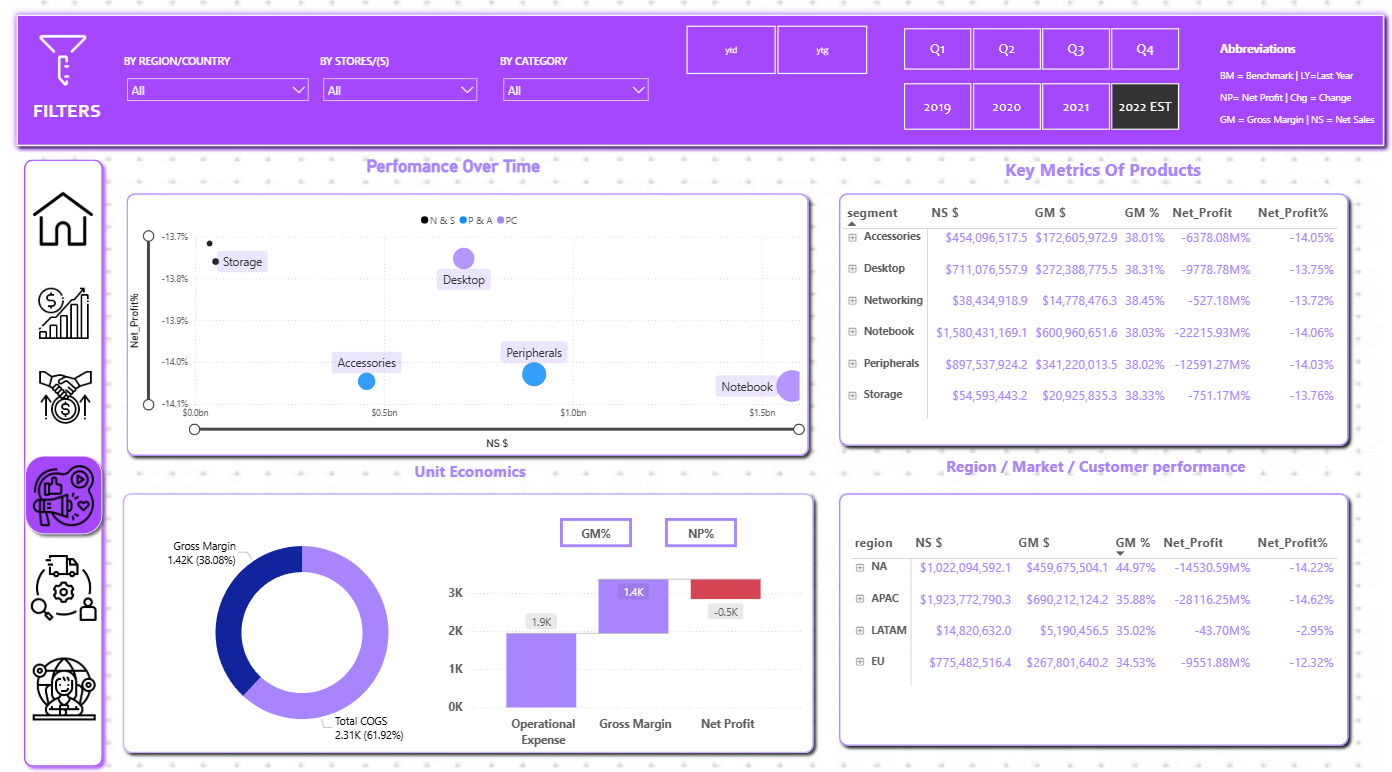 FILTERS
BY REGION/COUNTRY
All
BY STORES/(S)
All
BY CATEGORY
All
ytd
ytg
Q1
Q2
Q3
Q4
2019
2020
2021
2022 EST
Abbreviations
BM = Benchmark | LY=Last Year
NP= Net Profit | Chg = Change
GM = Gross Margin | NS = Net Sales
Perfomance Over Time
N & S P & A PC
Net_Profit%
-13.7%
-13.8%
-13.9%
-14.0%
-14.1%
Storage
Desktop
Accessories
Peripherals
Notebook
$0.0bn
$0.5bn
$1.0bn
$1.5bn
NS $
Key Metrics Of Products
segment NS $ GM $ GM % Net_Profit Net_Profit%
Accessories $454,096,517.5 $172,605,972.9 38.01% -6378.08M% -14.05%
Desktop $711,076,557.9 $272,388,775.5 38.31% -9778.78M% -13.75%
Networking $38,434,918.9 $14,778,476.3 38.45% -527.18M% -13.72%
Notebook $1,580,431,169.1 $600,960,651.6 38.03% -22215.93M% -14.06%
Peripherals $897,537,924.2 $341,220,013.5 38.02% -12591.27M% -14.03%
Storage $54,593,443.2 $20,925,835.3 38.33% -751.17M% -13.76%
Unit Economics
Gross Margin
1.42K (38.08%)
Total COGS
2.31K (61.92%)
GM%
NP%
3K
2K
1K
0K
1.9K
1.4K
-0.5K
Operational
Expense
Gross Margin
Net Profit
Region / Market / Customer performance
region NS $ GM $ GM % Net_Profit Net_Profit%
NA $1,022,094,592.1 $459,675,504.1 44.97% -14530.59M% -14.22%
APAC $1,923,772,790.3 $690,212,124.2 35.88% -28116.25M% -14.62%
LATAM $14,820,632.0 $5,190,456.5 35.02% -43.70M% -2.95%
EU $775,482,516.4 $267,801,640.2 34.53% -9551.88M% -12.32%